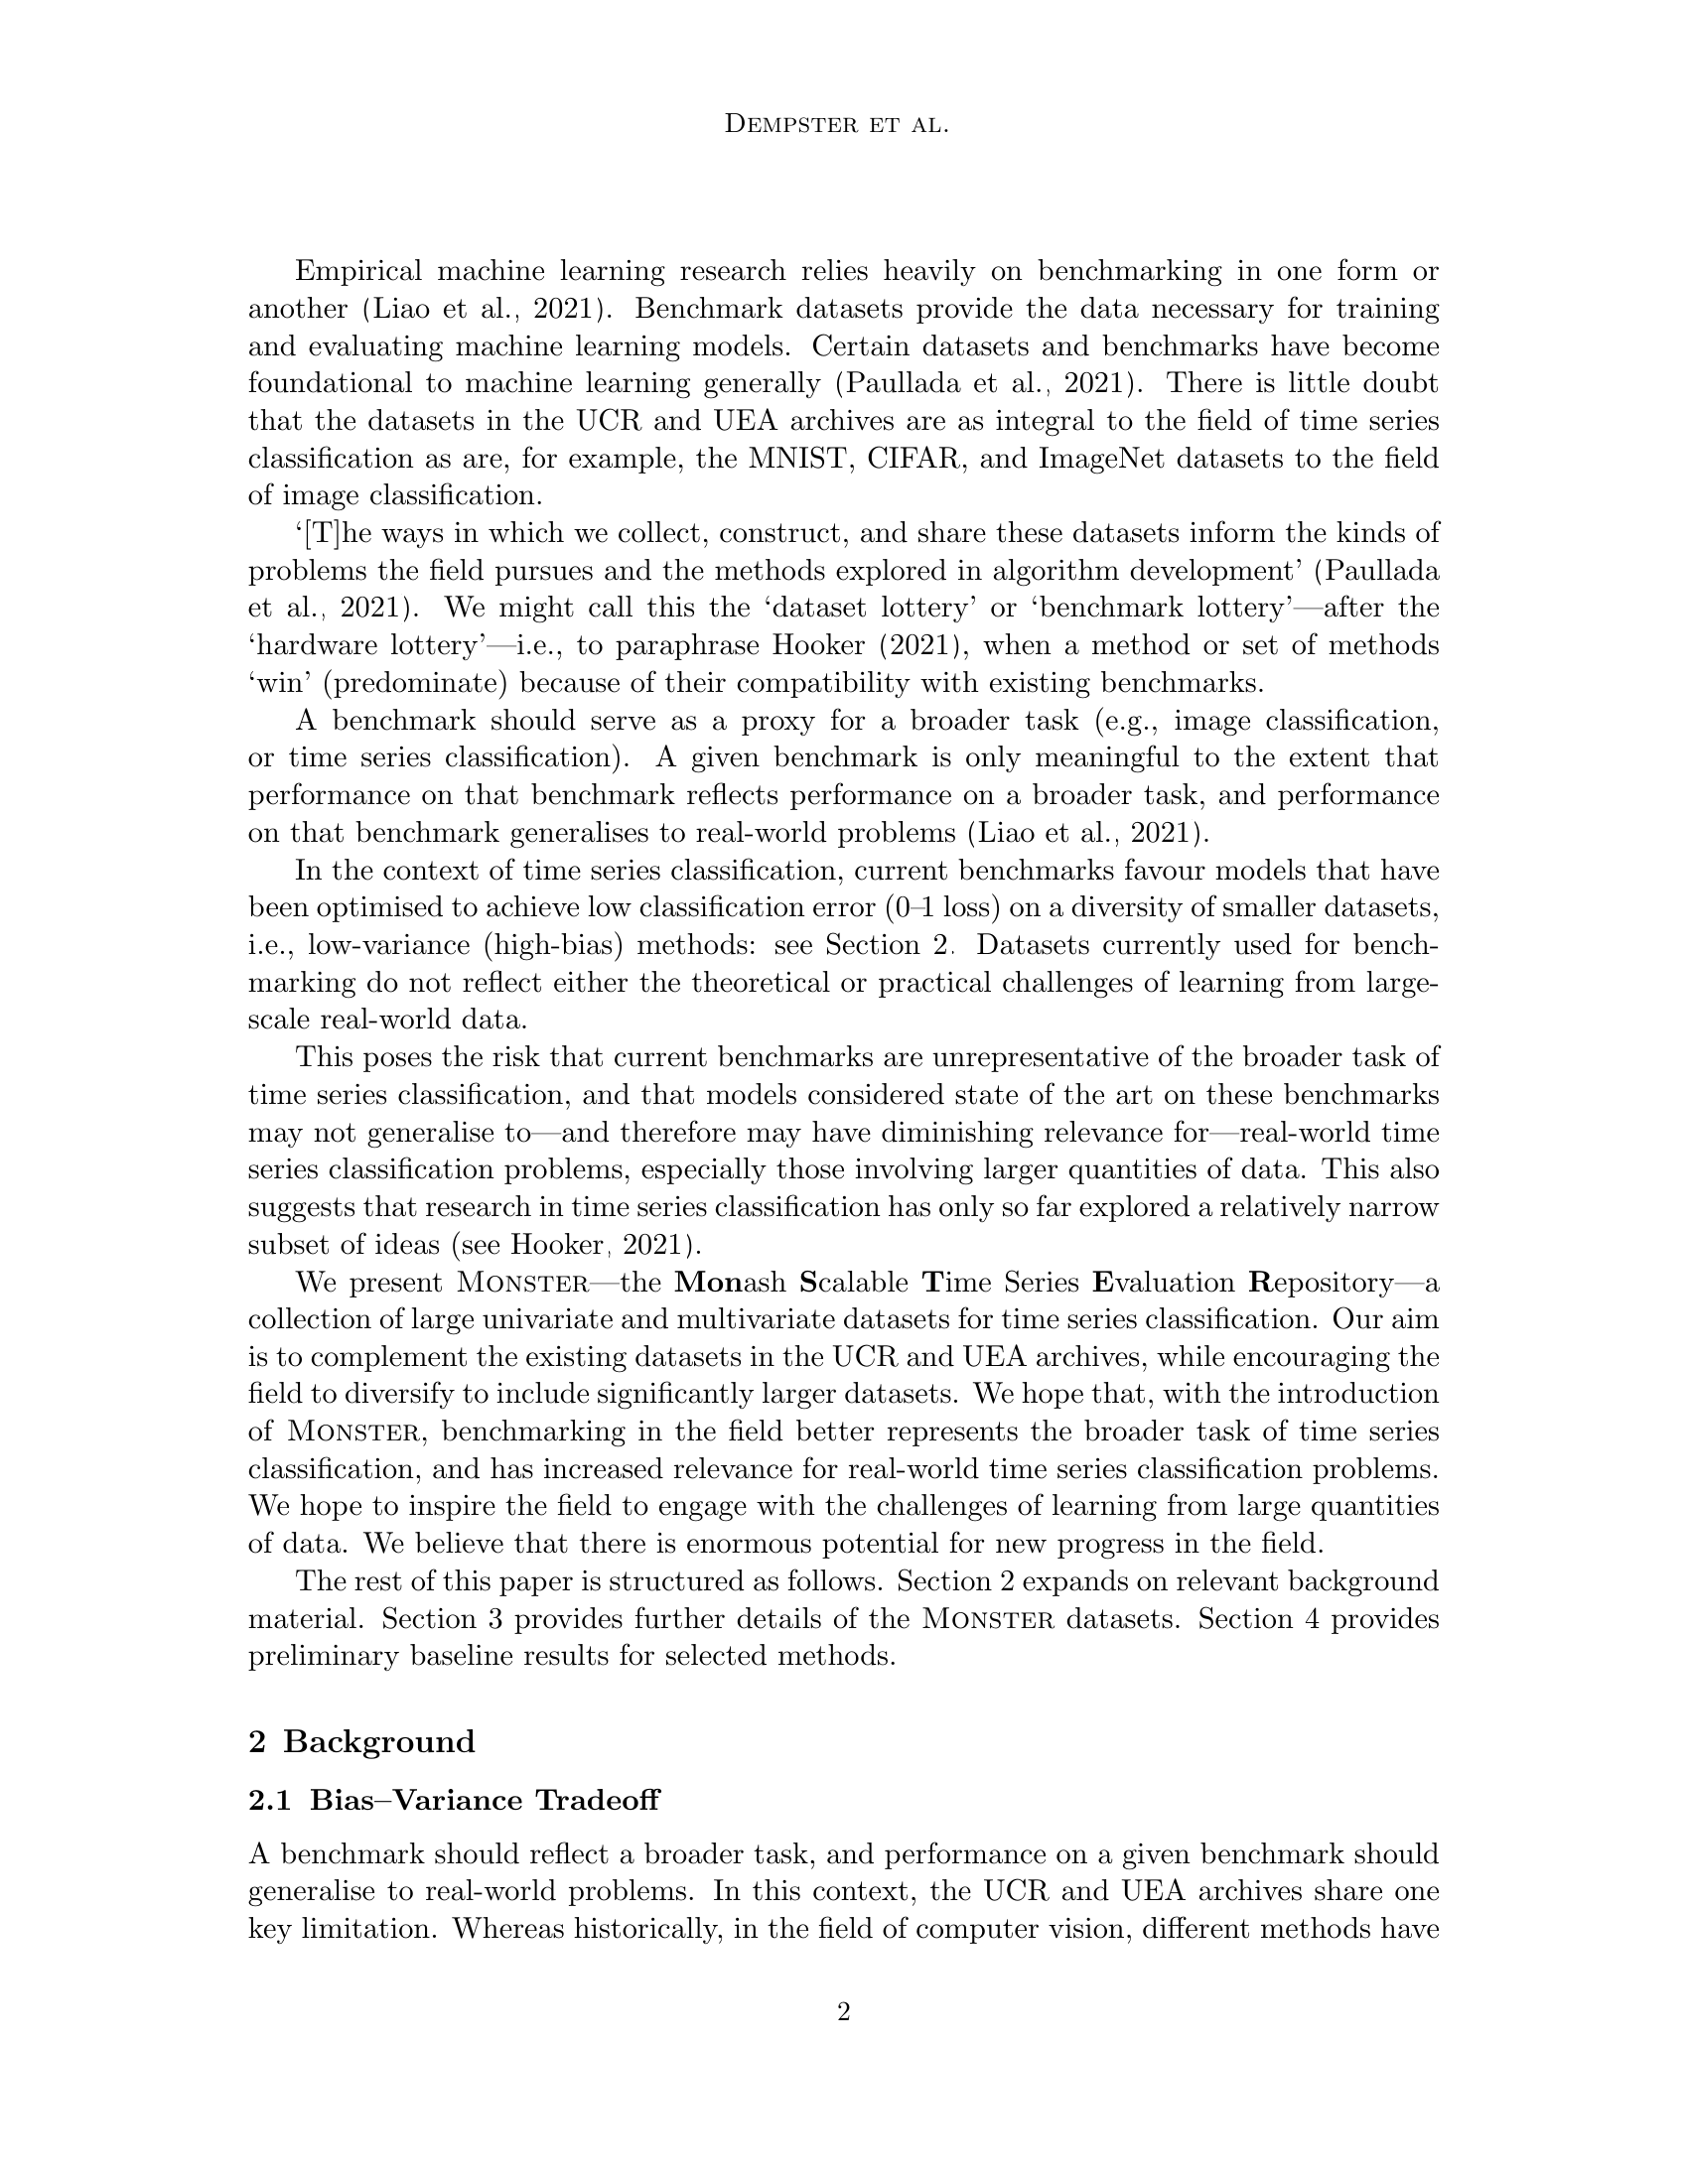 Dempster et al.
Empirical machine learning research relies heavily on benchmarking in one form or
another (Liao et al., 2021). Benchmark datasets provide the data necessary for training
and evaluating machine learning models. Certain datasets and benchmarks have become
foundational to machine learning generally (Paullada et al., 2021). There is little doubt
that the datasets in the UCR and UEA archives are as integral to the field of time series
classification as are, for example, the MNIST, CIFAR, and ImageNet datasets to the field
of image classification.
‘[T]he ways in which we collect, construct, and share these datasets inform the kinds of
problems the field pursues and the methods explored in algorithm development’ (Paullada
et al., 2021). We might call this the ‘dataset lottery’ or ‘benchmark lottery’—after the
‘hardware lottery’—i.e., to paraphrase Hooker (2021), when a method or set of methods
‘win’ (predominate) because of their compatibility with existing benchmarks.
A benchmark should serve as a proxy for a broader task (e.g., image classification,
or time series classification). A given benchmark is only meaningful to the extent that
performance on that benchmark reflects performance on a broader task, and performance
on that benchmark generalises to real-world problems (Liao et al., 2021).
In the context of time series classification, current benchmarks favour models that have
been optimised to achieve low classification error (0–1 loss) on a diversity of smaller datasets,
i.e., low-variance (high-bias) methods: see Section 2. Datasets currently used for bench-
marking do not reflect either the theoretical or practical challenges of learning from large-
scale real-world data.
This poses the risk that current benchmarks are unrepresentative of the broader task of
time series classification, and that models considered state of the art on these benchmarks
may not generalise to—and therefore may have diminishing relevance for—real-world time
series classification problems, especially those involving larger quantities of data. This also
suggests that research in time series classification has only so far explored a relatively narrow
subset of ideas (see Hooker, 2021).
We present Monster—the Monash Scalable Time Series Evaluation Repository—a
collection of large univariate and multivariate datasets for time series classification. Our aim
is to complement the existing datasets in the UCR and UEA archives, while encouraging the
field to diversify to include significantly larger datasets. We hope that, with the introduction
of Monster, benchmarking in the field better represents the broader task of time series
classification, and has increased relevance for real-world time series classification problems.
We hope to inspire the field to engage with the challenges of learning from large quantities
of data. We believe that there is enormous potential for new progress in the field.
The rest of this paper is structured as follows. Section 2 expands on relevant background
material. Section 3 provides further details of the Monster datasets. Section 4 provides
preliminary baseline results for selected methods.
2 Background
2.1 Bias–Variance Tradeoff
A benchmark should reflect a broader task, and performance on a given benchmark should
generalise to real-world problems. In this context, the UCR and UEA archives share one
key limitation. Whereas historically, in the field of computer vision, different methods have
2